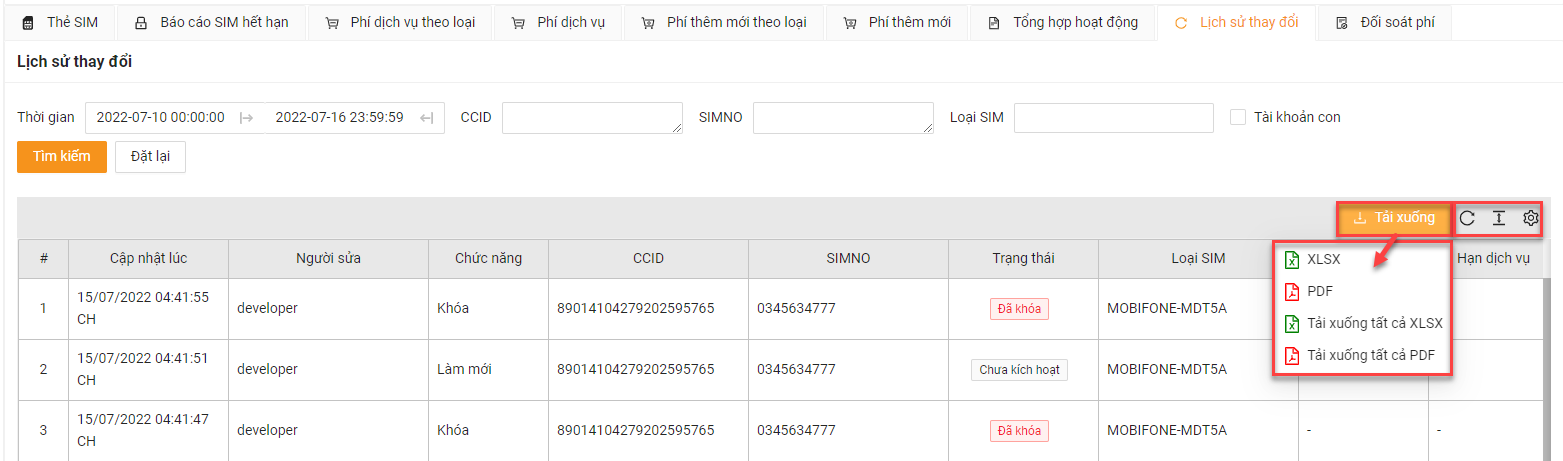 Thẻ SIM Báo cáo SIM hết hạn Phí dịch vụ theo loại Phí dịch vụ Phí thêm mới theo loại Phí thêm mới Tổng hợp hoạt động Lịch sử thay đổi Đối soát phí
Lịch sử thay đổi
Thời gian 2022-07-10 00:00:00 2022-07-16 23:59:59 CCID SIMNO Loại SIM Tài khoản con
Tìm kiếm Đặt lại
Tải xuống
# Cập nhật lúc Người sửa Chức năng CCID SIMNO Trạng thái Loại SIM Hạn dịch vụ
XLSX
PDF
Tải xuống tất cả XLSX
Tải xuống tất cả PDF
1 15/07/2022 04:41:55 developer Khóa 89014104279202595765 0345634777 Đã khóa MOBIFONE-MDT5A
CH
2 15/07/2022 04:41:51 developer Làm mới 89014104279202595765 0345634777 Chưa kích hoạt MOBIFONE-MDT5A
CH
3 15/07/2022 04:41:47 developer Khóa 89014104279202595765 0345634777 Đã khóa MOBIFONE-MDT5A - -
CH